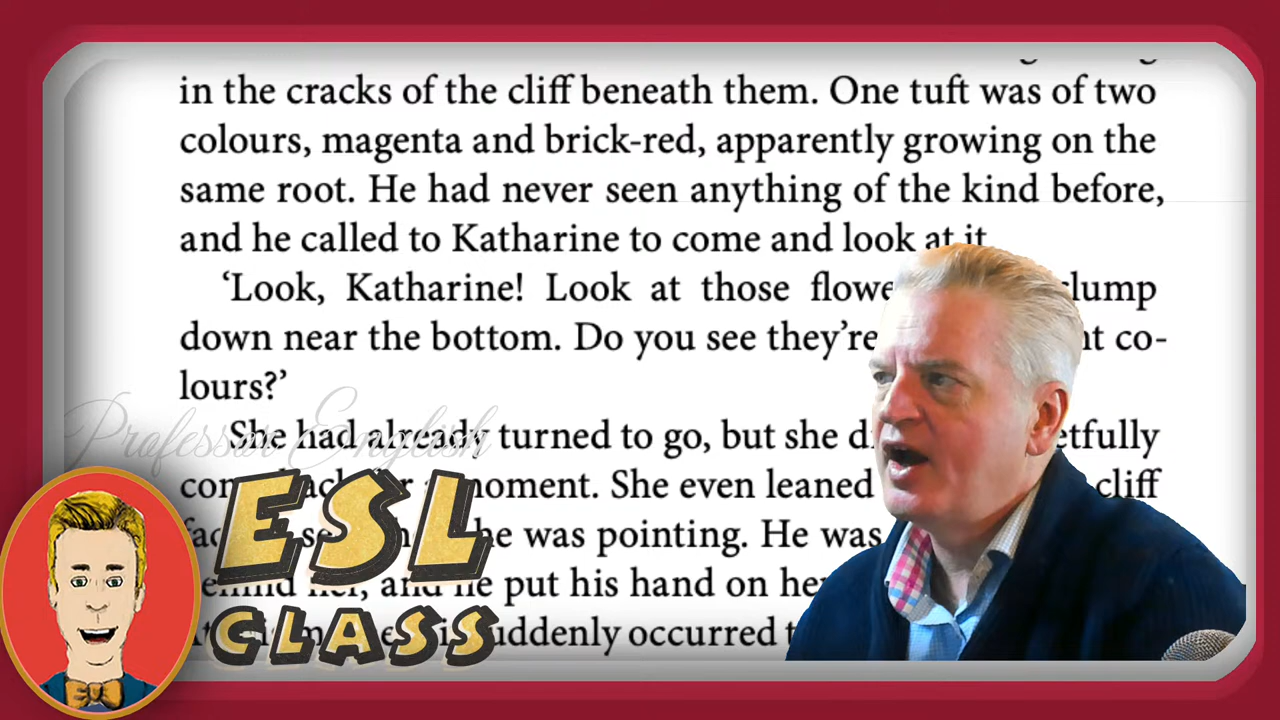 in the cracks of the cliff beneath them. One tuft was of two
colours, magenta and brick-red, apparently growing on the
same root. He had never seen anything of the kind before,
and he called to Katharine to come and look at it.
‘Look, Katharine! Look at those clump
down near the bottom. Do you see they’re co-
lours?’
Professor English
She had already turned to go, but she
moment. She even leaned cliff
he was pointing. He was
behind her, and he put his hand on
suddenly occurred
ESL
CLASS